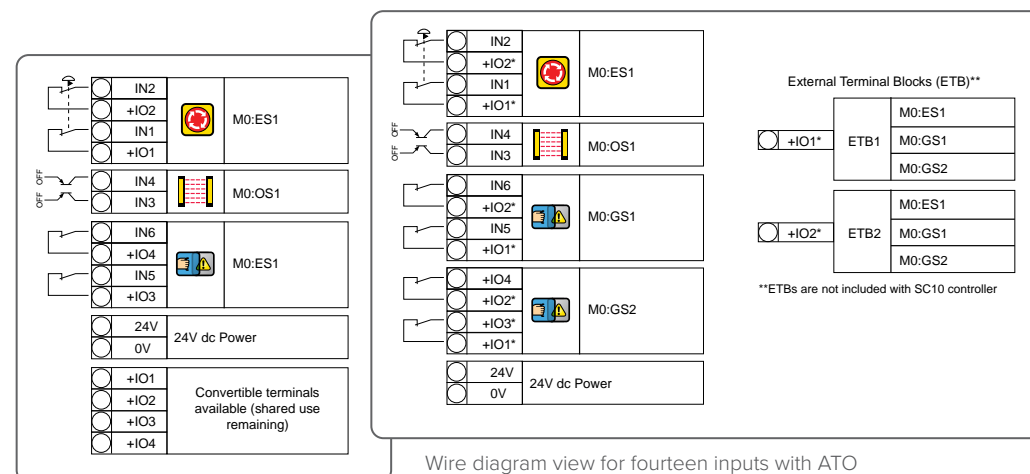 IN2
+IO2
IN1
+IO1
M0:ES1
OFF
OFF
IN4
IN3
M0:OS1
IN6
+IO4
IN5
+IO3
M0:ES1
24V
0V
24V dc Power
+IO1
+IO2
+IO3
+IO4
Convertible terminals
available (shared use
remaining)
IN2
+IO2*
IN1
+IO1*
M0:ES1
OFF
OFF
IN4
IN3
M0:OS1
IN6
+IO2*
IN5
+IO1*
M0:GS1
+IO4
+IO2*
+IO3*
+IO1*
M0:GS2
24V
0V
24V dc Power
External Terminal Blocks (ETB)**
+IO1*
ETB1
M0:ES1
M0:GS1
M0:GS2
+IO2*
ETB2
M0:ES1
M0:GS1
M0:GS2
**ETBs are not included with SC10 controller
Wire diagram view for fourteen inputs with ATO